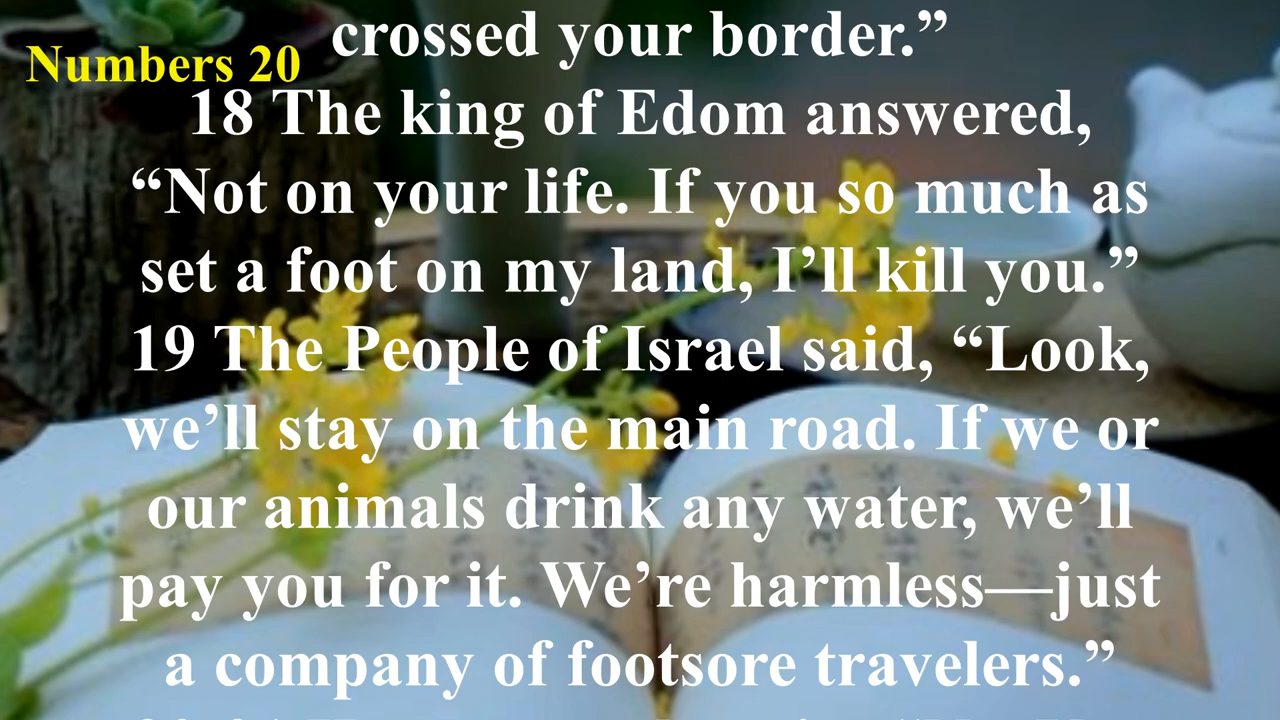 crossed your border.”
Numbers 20
18 The king of Edom answered,
“Not on your life. If you so much as
set a foot on my land, I’ll kill you.”
19 The People of Israel said, “Look,
we’ll stay on the main road. If we or
our animals drink any water, we’ll
pay you for it. We’re harmless—just
a company of footsore travelers.”